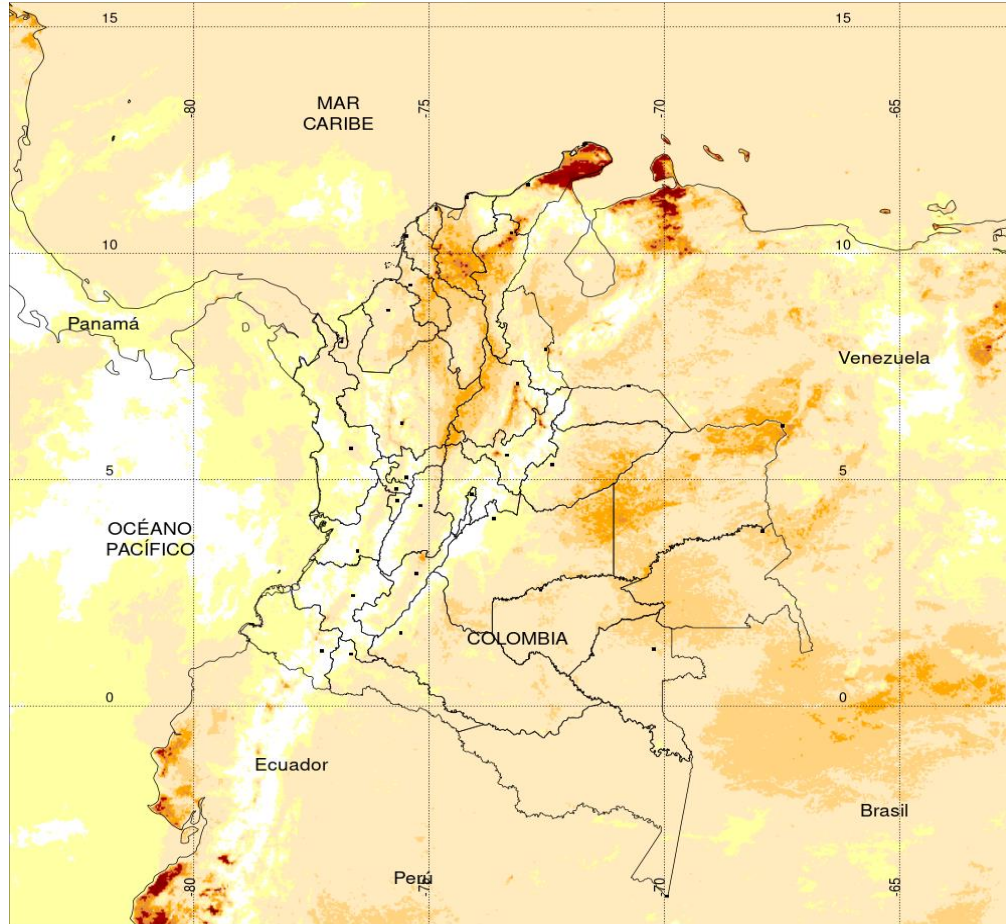 15
15
-80
-75
-70
-65
MAR
CARIBE
10
10
Panamá
Venezuela
5
5
OCÉANO
PACÍFICO
COLOMBIA
0
0
Ecuador
Brasil
Perú
-80
-75
-70
-65